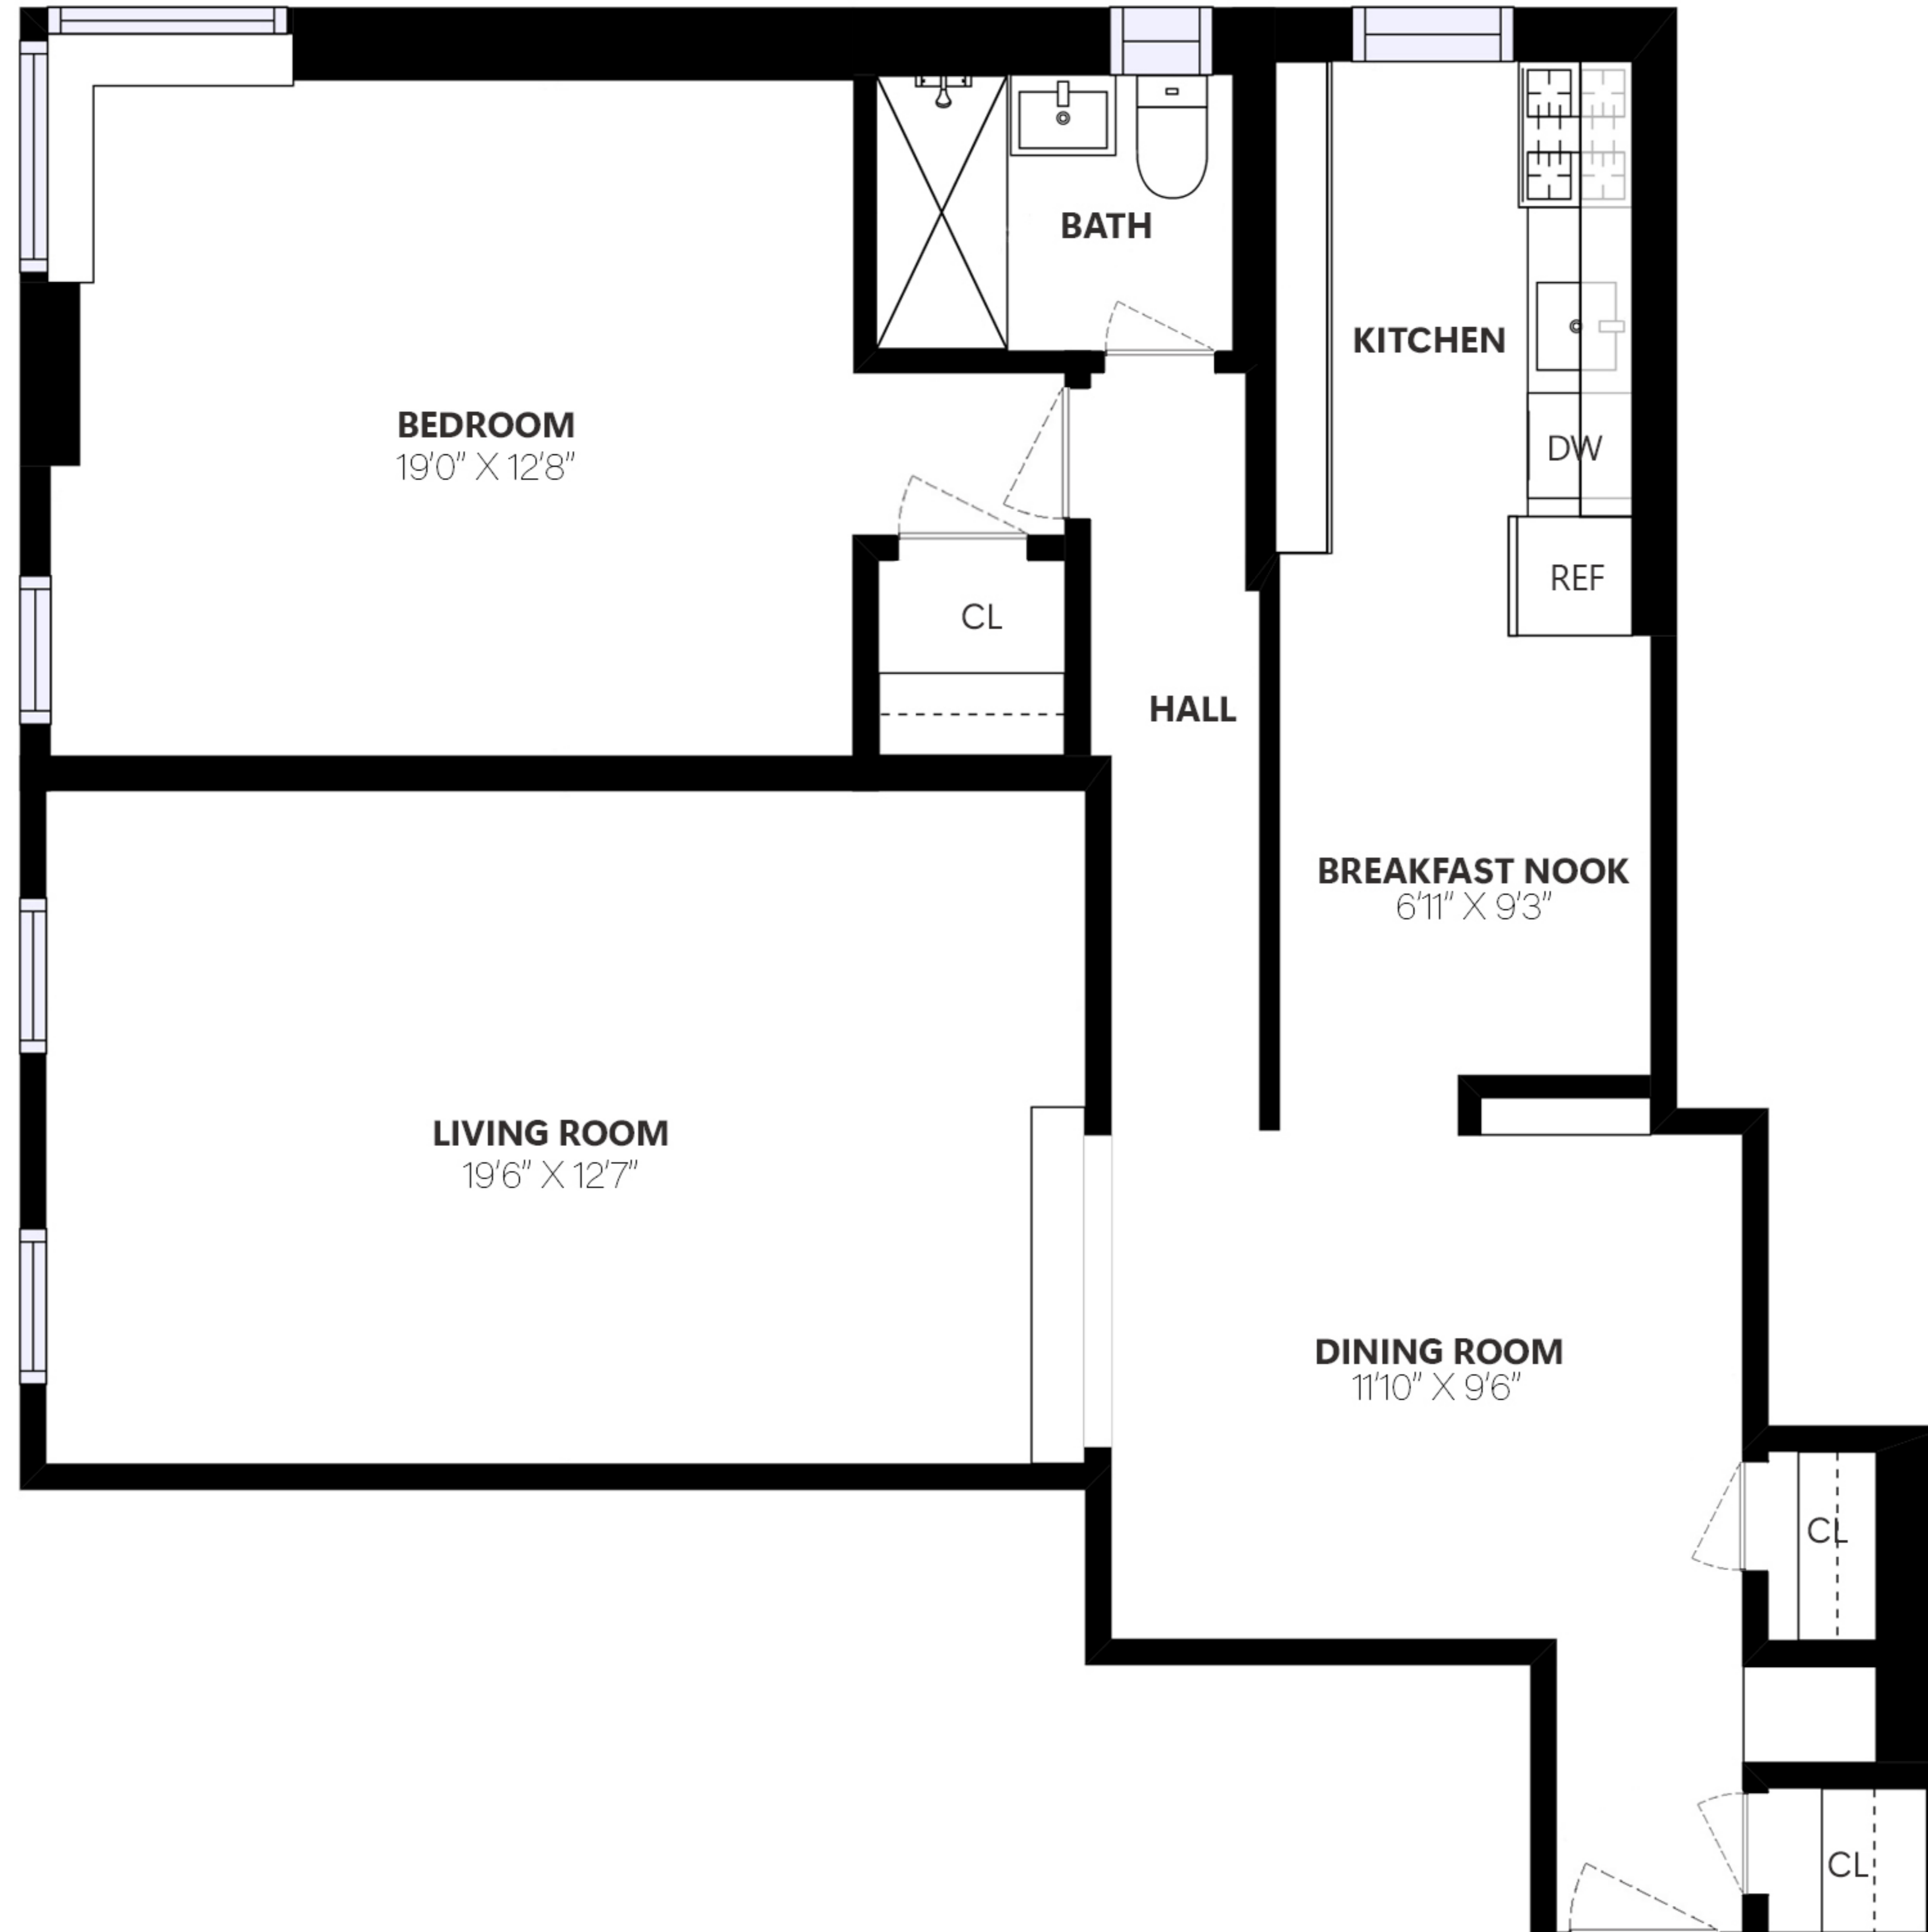 BATH
KITCHEN
BEDROOM
19'0" X 12'8"
DW
REF
CL
HALL
BREAKFAST NOOK
6'11" X 9'3"
LIVING ROOM
19'6" X 12'7"
DINING ROOM
11'10" X 9'6"
CL
CL